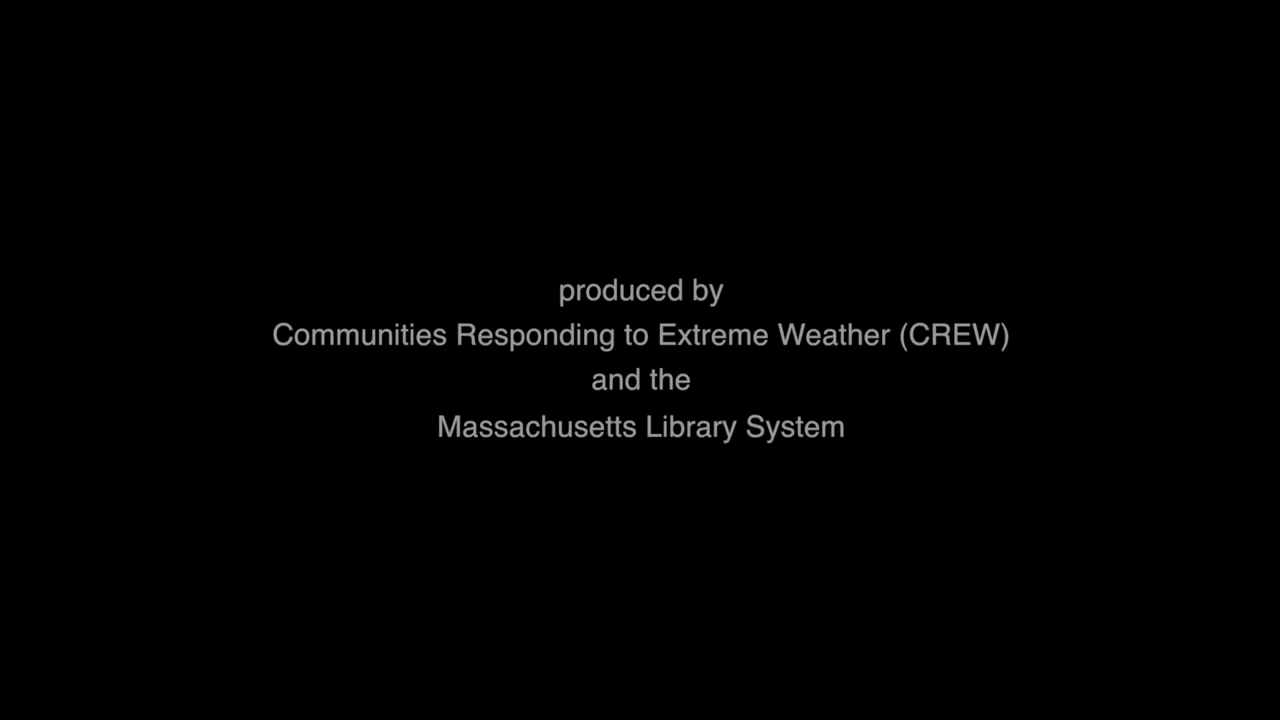 produced by
Communities Responding to Extreme Weather (CREW)
and the
Massachusetts Library System